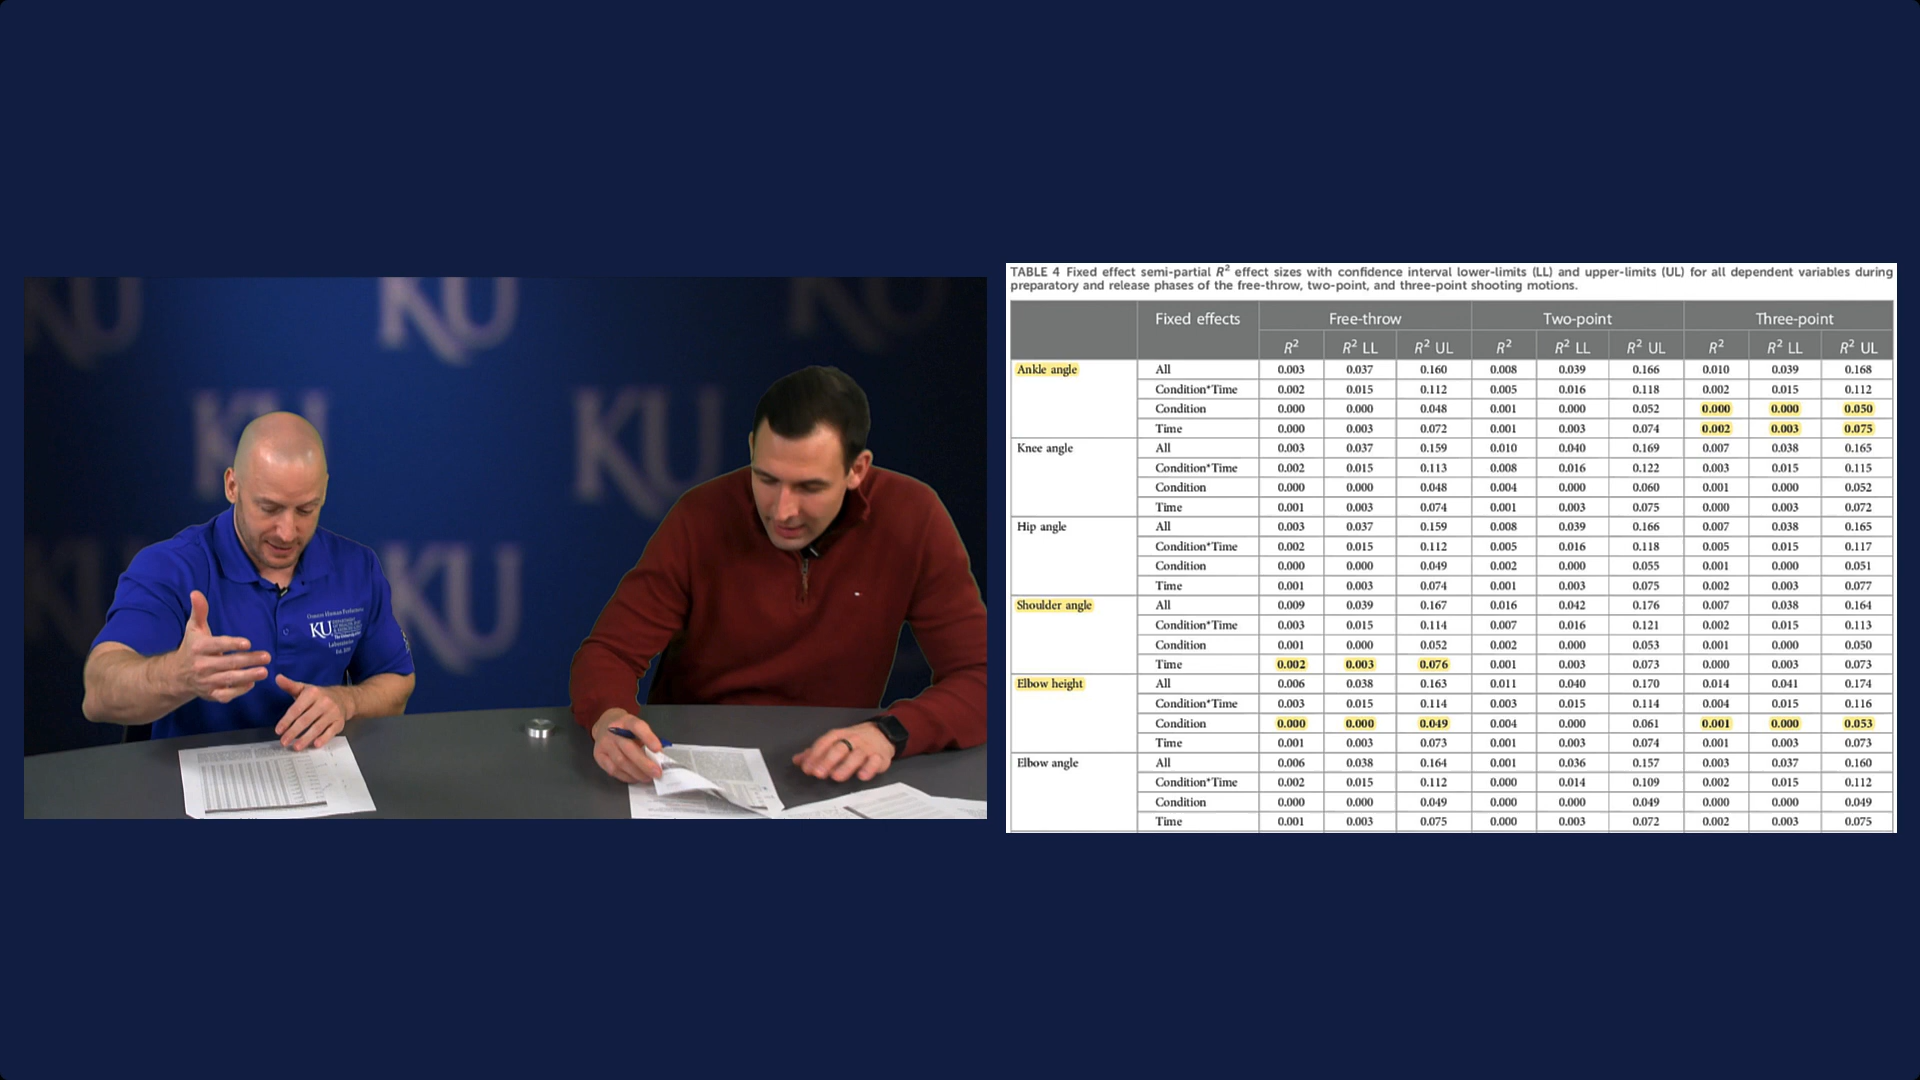 KU
KU
KU
KU
KU
KU
KU
KU
TABLE 4 Fixed effect semi-partial R² effect sizes with confidence interval lower-limits (LL) and upper-limits (UL) for all dependent variables during
preparatory and release phases of the free-throw, two-point, and three-point shooting motions.
Fixed effects Free-throw Two-point Three-point
R² R² LL R² UL R² R² LL R² UL R² R² LL R² UL
Ankle angle All 0.003 0.037 0.160 0.008 0.039 0.166 0.010 0.039 0.168
Condition*Time 0.002 0.015 0.112 0.005 0.016 0.118 0.002 0.015 0.112
Condition 0.000 0.000 0.048 0.001 0.000 0.052 0.000 0.000 0.050
Time 0.000 0.003 0.072 0.001 0.003 0.074 0.002 0.003 0.075
Knee angle All 0.003 0.037 0.159 0.010 0.040 0.169 0.007 0.038 0.165
Condition*Time 0.002 0.015 0.113 0.008 0.016 0.122 0.003 0.015 0.115
Condition 0.000 0.000 0.048 0.004 0.000 0.060 0.001 0.000 0.052
Time 0.001 0.003 0.074 0.001 0.003 0.075 0.000 0.003 0.072
Hip angle All 0.003 0.037 0.159 0.008 0.039 0.166 0.007 0.038 0.165
Condition*Time 0.002 0.015 0.112 0.005 0.016 0.118 0.005 0.015 0.117
Condition 0.000 0.000 0.049 0.002 0.000 0.055 0.001 0.000 0.051
Time 0.001 0.003 0.074 0.001 0.003 0.075 0.002 0.003 0.077
Shoulder angle All 0.009 0.039 0.167 0.016 0.042 0.176 0.007 0.038 0.164
Condition*Time 0.003 0.015 0.114 0.007 0.016 0.121 0.002 0.015 0.113
Condition 0.001 0.000 0.052 0.002 0.000 0.053 0.001 0.000 0.050
Time 0.002 0.003 0.076 0.001 0.003 0.073 0.000 0.003 0.073
Elbow height All 0.006 0.038 0.163 0.011 0.040 0.170 0.014 0.041 0.174
Condition*Time 0.003 0.015 0.114 0.003 0.015 0.114 0.004 0.015 0.116
Condition 0.000 0.000 0.049 0.004 0.000 0.061 0.001 0.000 0.053
Time 0.001 0.003 0.073 0.001 0.003 0.074 0.001 0.003 0.073
Elbow angle All 0.006 0.038 0.164 0.001 0.036 0.157 0.003 0.037 0.160
Condition*Time 0.002 0.015 0.112 0.000 0.014 0.109 0.002 0.015 0.112
Condition 0.000 0.000 0.049 0.000 0.000 0.049 0.000 0.000 0.049
Time 0.001 0.003 0.075 0.000 0.003 0.072 0.002 0.003 0.075